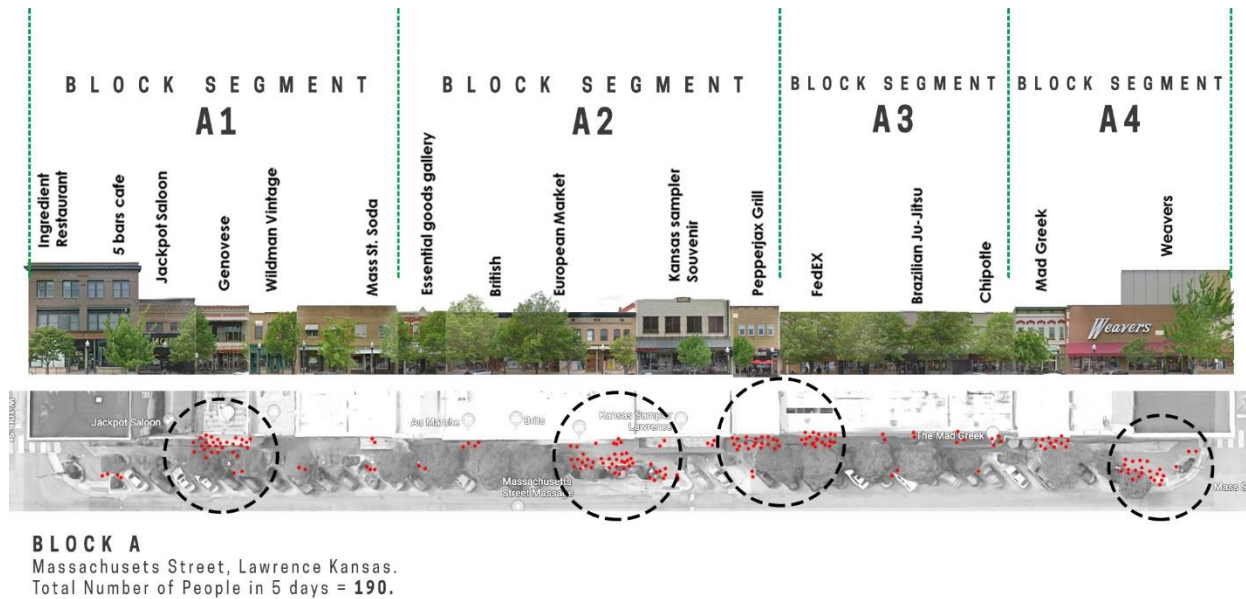 BLOCK SEGMENT
A1
BLOCK SEGMENT
A2
BLOCK SEGMENT
A3
BLOCK SEGMENT
A4
Ingredient
Restaurant
5 bars cafe
Jackpot Saloon
Genovese
Wildman Vintage
Mass St. Soda
Essential goods gallery
British
European Market
Kansas sampler
Souvenir
Pepperjax Grill
FedEX
Brazilian Ju-Jitsu
Chipotle
Mad Greek
Weavers
Weavers
Jackpot Saloon
Au Marche
Brits
Kansas Sampler
Lawrence
The Mad Greek
Massachusetts
Street Massage
Mass S
BLOCK A
Massachusets Street, Lawrence Kansas.
Total Number of People in 5 days = 190.